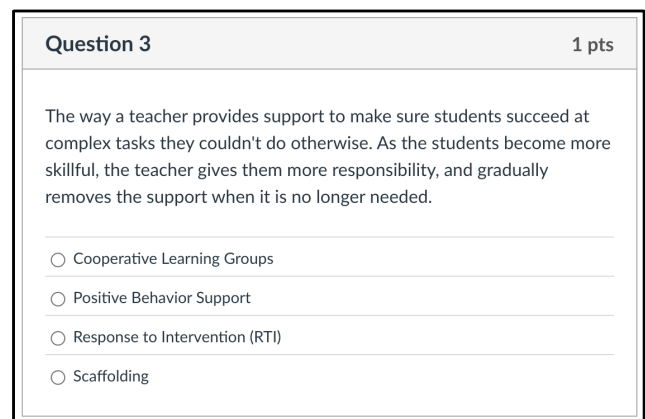 Question 3
1 pts
The way a teacher provides support to make sure students succeed at
complex tasks they couldn't do otherwise. As the students become more
skillful, the teacher gives them more responsibility, and gradually
removes the support when it is no longer needed.
Cooperative Learning Groups
Positive Behavior Support
Response to Intervention (RTI)
Scaffolding